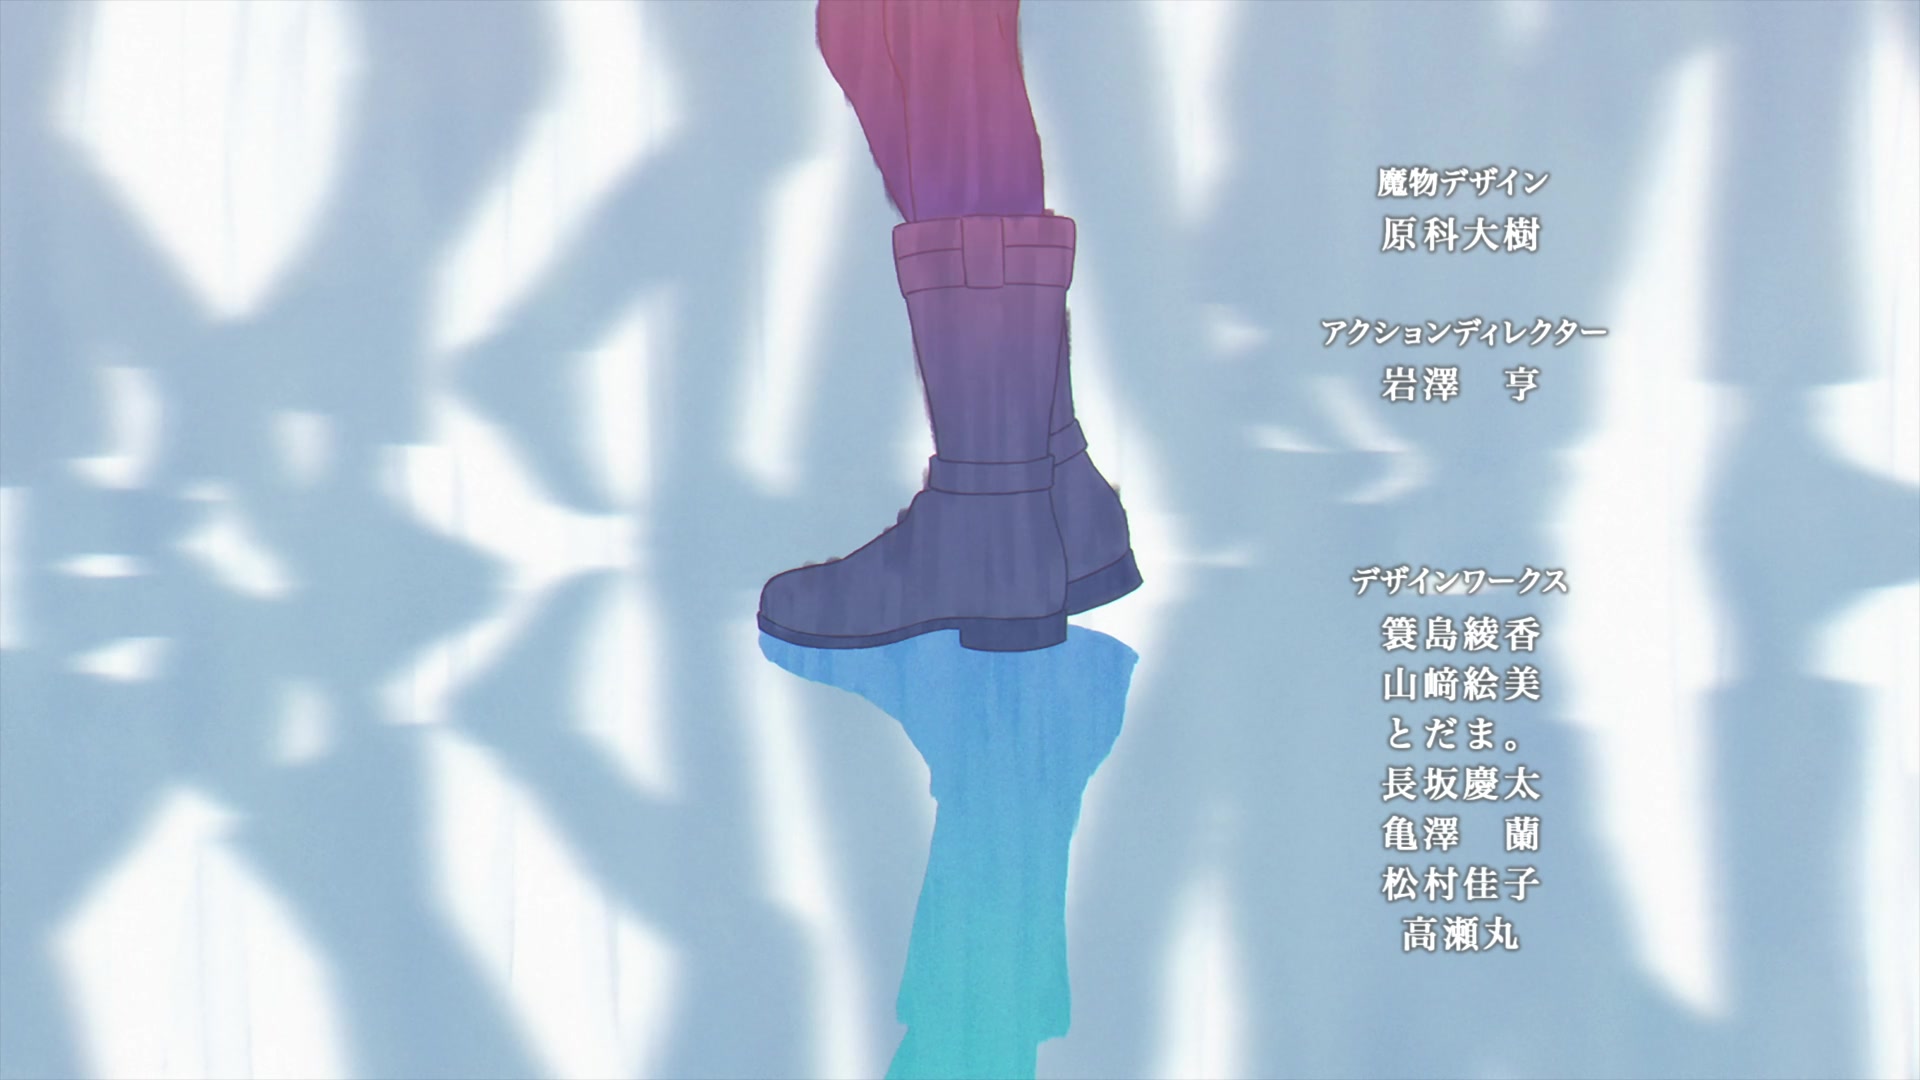 魔物デザイン
原科大樹
アクションディレクター
岩澤　亨
デザインワークス
簑島綾香
山﨑絵美
とだま。
長坂慶太
亀澤　蘭
松村佳子
高瀬丸